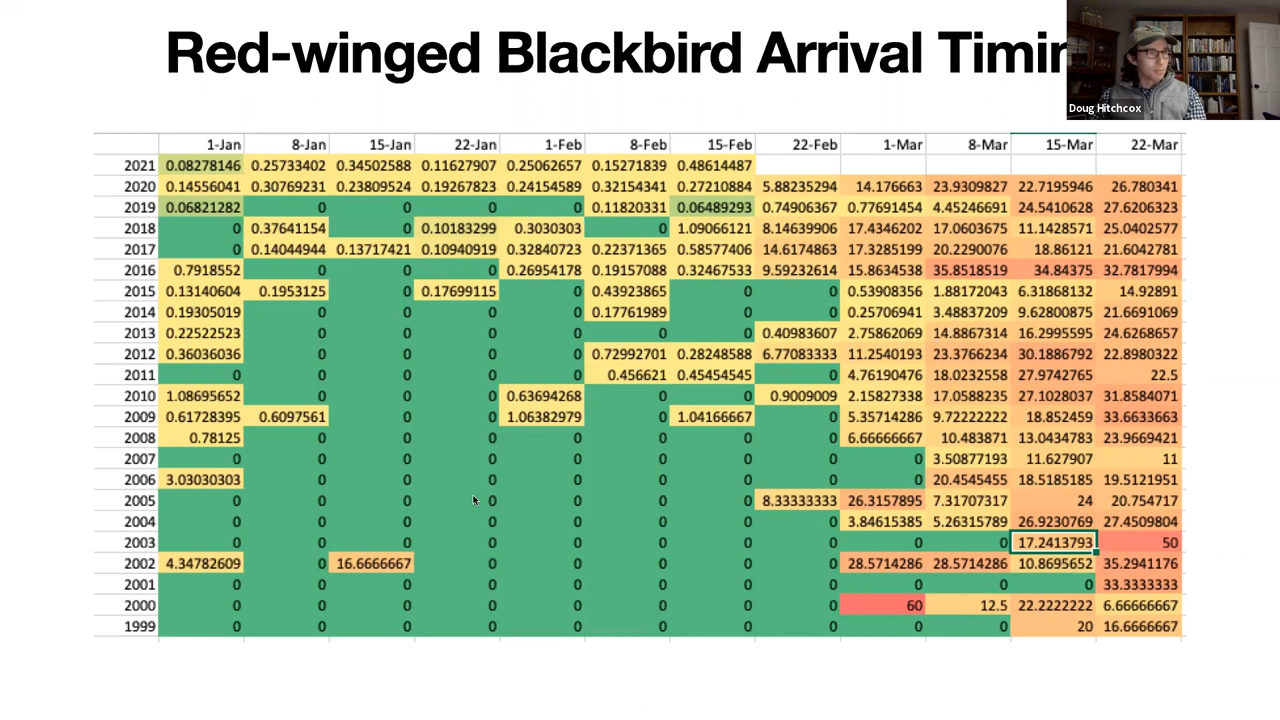 Red-winged Blackbird Arrival Timin
Doug Hitchcox
1-Jan 8-Jan 15-Jan 22-Jan 1-Feb 8-Feb 15-Feb 22-Feb 1-Mar 8-Mar 15-Mar 22-Mar
2021 0.08278146 0.25733402 0.34502588 0.11627907 0.25062657 0.15271839 0.48614487
2020 0.14556041 0.30769231 0.23809524 0.19267823 0.24154589 0.32154341 0.27210884 5.88235294 14.176663 23.9309827 22.7195946 26.780341
2019 0.06821282 0 0 0 0 0.11820331 0.06489293 0.74906367 0.77691454 4.45246691 24.5410628 27.6206323
2018 0 0.37641154 0 0.10183299 0.3030303 0 1.09066121 8.14639906 17.4346202 17.0603675 11.1428571 25.0402577
2017 0 0.14044944 0.13717421 0.10940919 0.32840723 0.22371365 0.58577406 14.6174863 17.3285199 20.2290076 18.86121 21.6042781
2016 0.7918552 0 0 0 0.26954178 0.19157088 0.32467533 9.59232614 15.8634538 35.8518519 34.84375 32.7817994
2015 0.13140604 0.1953125 0 0.17699115 0 0.43923865 0 0 0.53908356 1.88172043 6.31868132 14.92891
2014 0.19305019 0 0 0 0 0.17761989 0 0 0.25706941 3.48837209 9.62800875 21.6691069
2013 0.22522523 0 0 0 0 0 0 0.40983607 2.75862069 14.8867314 16.2995595 24.6268657
2012 0.36036036 0 0 0 0 0.72992701 0.28248588 6.77083333 11.2540193 23.3766234 30.1886792 22.8980322
2011 0 0 0 0 0 0.456621 0.45454545 0 4.76190476 18.0232558 27.9742765 22.5
2010 1.08695652 0 0 0 0.63694268 0 0 0.9009009 2.15827338 17.0588235 27.1028037 31.8584071
2009 0.61728395 0.6097561 0 0 1.06382979 0 1.04166667 0 5.35714286 9.72222222 18.852459 33.6633663
2008 0.78125 0 0 0 0 0 0 0 6.66666667 10.483871 13.0434783 23.9669421
2007 0 0 0 0 0 0 0 0 0 3.50877193 11.627907 11
2006 3.03030303 0 0 0 0 0 0 0 0 20.4545455 18.5185185 19.5121951
2005 0 0 0 0 0 0 0 8.33333333 26.3157895 7.31707317 24 20.754717
2004 0 0 0 0 0 0 0 0 3.84615385 5.26315789 26.9230769 27.4509804
2003 0 0 0 0 0 0 0 0 0 0 17.2413793 50
2002 4.34782609 0 16.6666667 0 0 0 0 0 28.5714286 28.5714286 10.8695652 35.2941176
2001 0 0 0 0 0 0 0 0 0 0 0 33.3333333
2000 0 0 0 0 0 0 0 0 60 12.5 22.2222222 6.66666667
1999 0 0 0 0 0 0 0 0 0 0 20 16.6666667